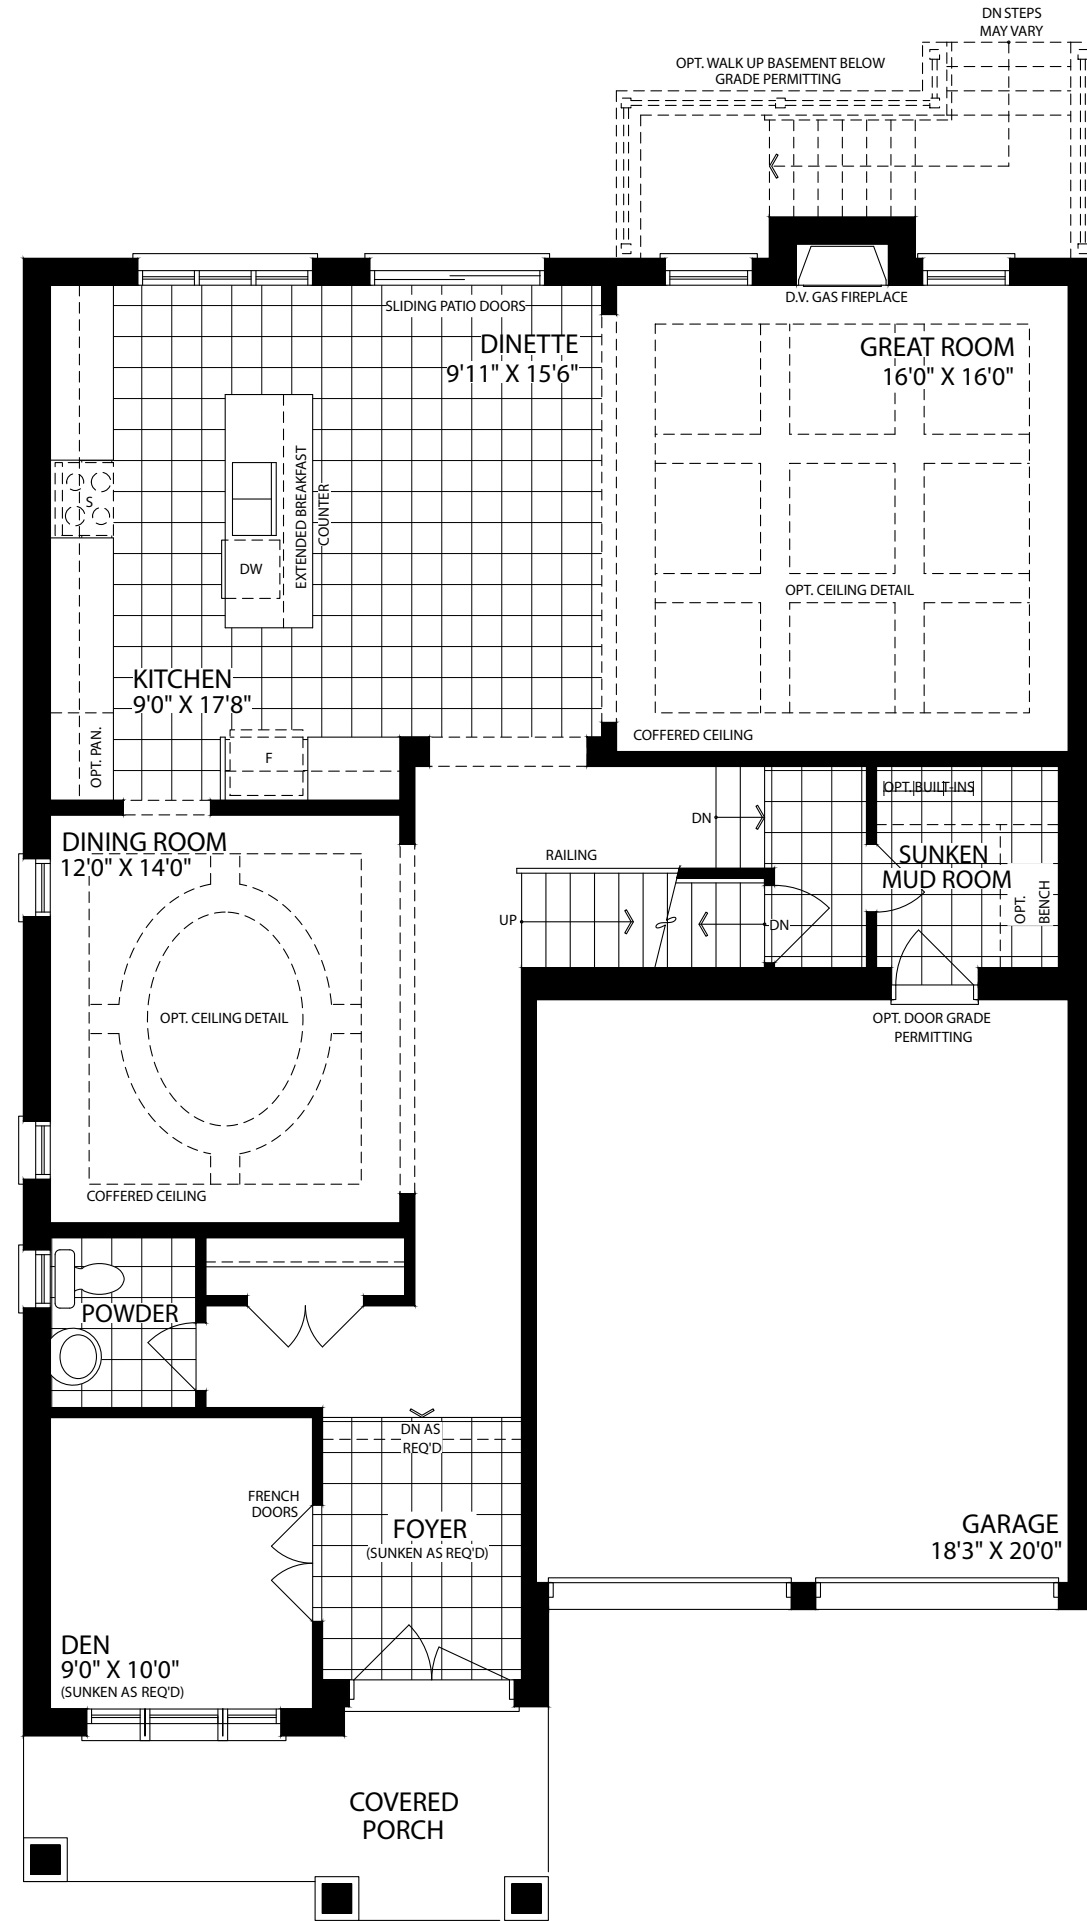 DN STEPS
MAY VARY
OPT. WALK UP BASEMENT BELOW
GRADE PERMITTING
SLIDING PATIO DOORS
D.V. GAS FIREPLACE
DINETTE
9'11" X 15'6"
GREAT ROOM
16'0" X 16'0"
S
EXTENDED BREAKFAST
COUNTER
DW
OPT. CEILING DETAIL
KITCHEN
9'0" X 17'8"
OPT. PAN.
F
COFFERED CEILING
DINING ROOM
12'0" X 14'0"
RAILING
DN
UP
DN
OPT. BUILT-INS
SUNKEN
MUD ROOM
OPT.
BENCH
OPT. CEILING DETAIL
OPT. DOOR GRADE
PERMITTING
COFFERED CEILING
POWDER
DN AS
REQ'D
FRENCH
DOORS
FOYER
(SUNKEN AS REQ'D)
GARAGE
18'3" X 20'0"
DEN
9'0" X 10'0"
(SUNKEN AS REQ'D)
COVERED
PORCH